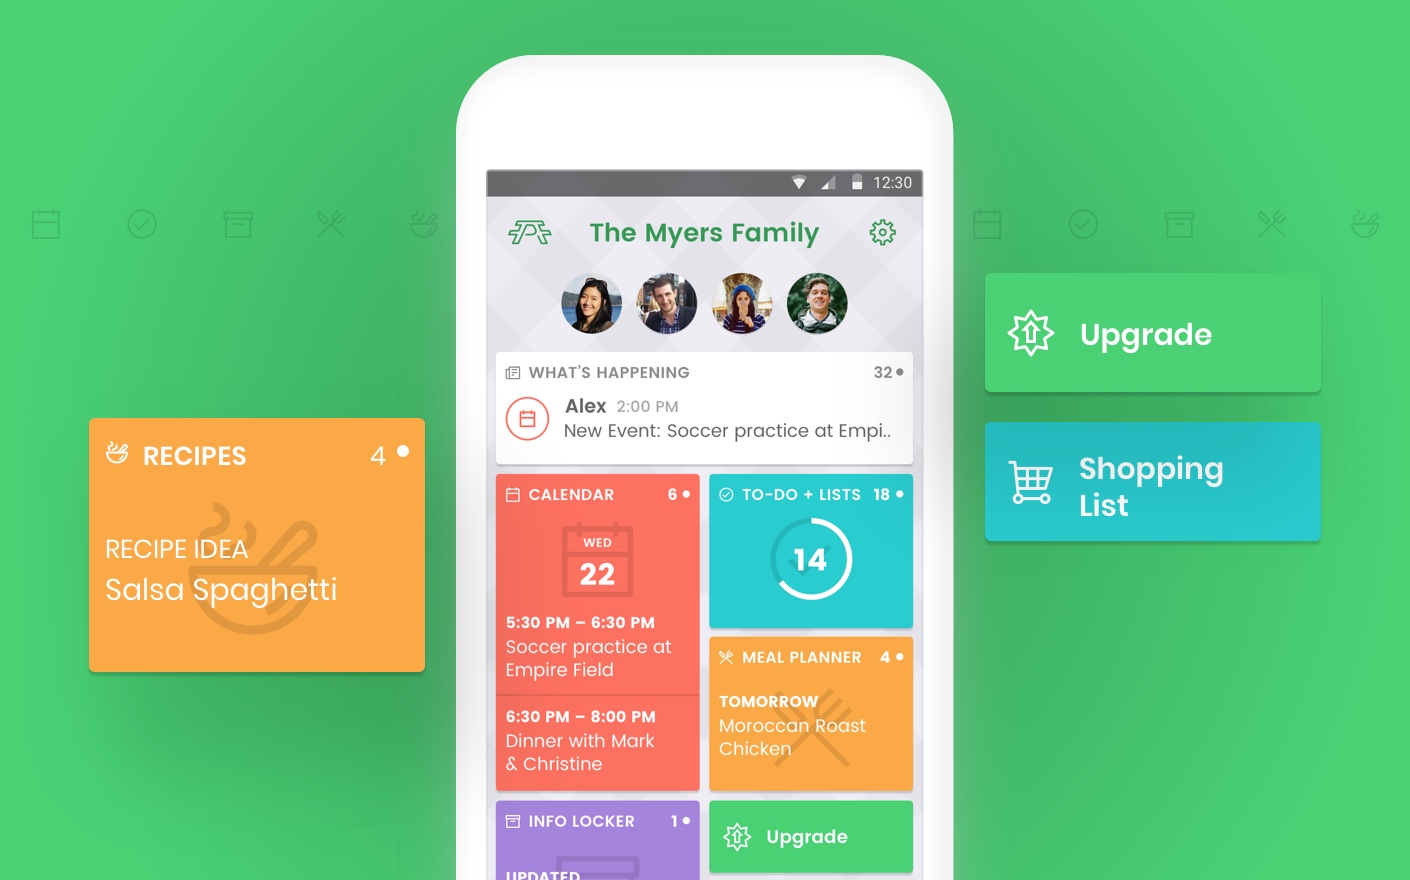 12:30
The Myers Family
WHAT'S HAPPENING 32
Alex 2:00 PM
New Event: Soccer practice at Empi..
CALENDAR 6
WED
22
5:30 PM – 6:30 PM
Soccer practice at
Empire Field
6:30 PM – 8:00 PM
Dinner with Mark
& Christine
TO-DO + LISTS 18
14
MEAL PLANNER 4
TOMORROW
Moroccan Roast
Chicken
INFO LOCKER 1
UPDATED
Upgrade
RECIPES 4
RECIPE IDEA
Salsa Spaghetti
Upgrade
Shopping
List